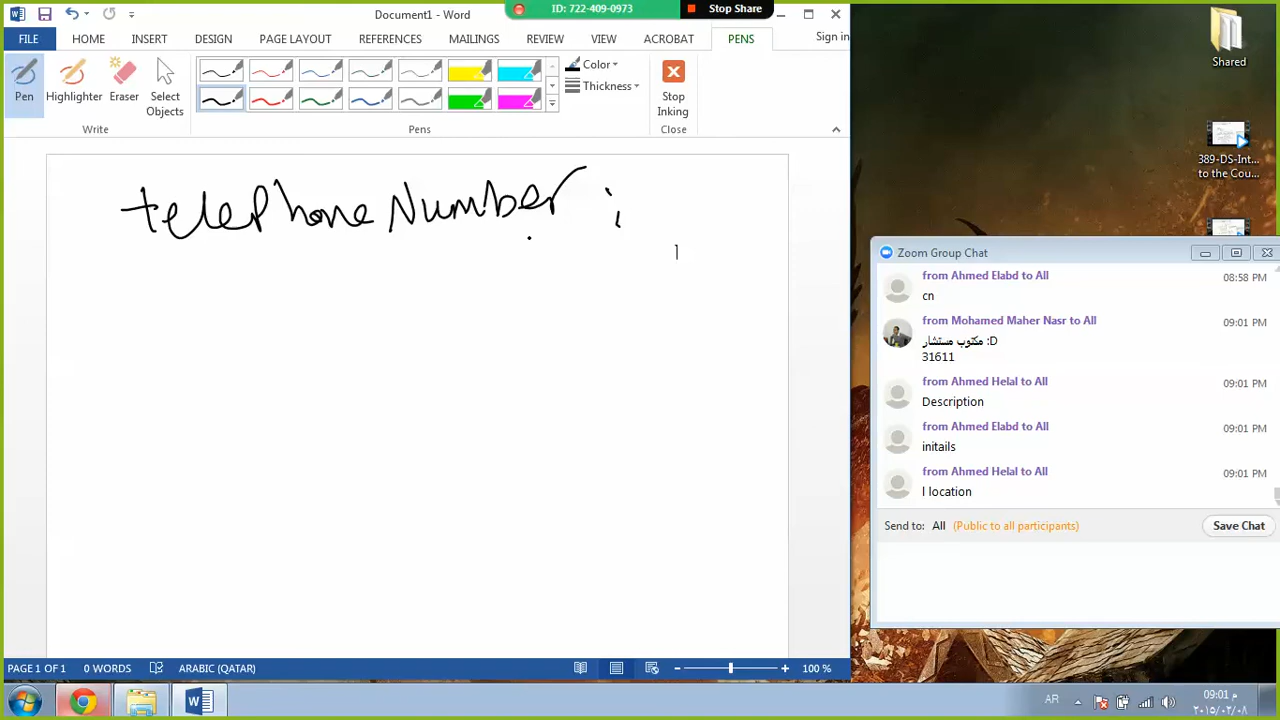 Document1 - Word
ID: 722-409-0973
Stop Share
FILE
HOME
INSERT
DESIGN
PAGE LAYOUT
REFERENCES
MAILINGS
REVIEW
VIEW
ACROBAT
PENS
Sign in
Pen
Highlighter
Eraser
Select
Objects
Color
Thickness
Stop
Inking
Write
Pens
Close
telephoneNumber :
Shared
389-DS-Int...
to the Cou...
Zoom Group Chat
from Ahmed Elabd to All
08:58 PM
cn
from Mohamed Maher Nasr to All
09:01 PM
مكتوب مستشار :D
31611
from Ahmed Helal to All
09:01 PM
Description
from Ahmed Elabd to All
09:01 PM
initails
from Ahmed Helal to All
09:01 PM
l location
Send to: All (Public to all participants)
Save Chat
PAGE 1 OF 1
0 WORDS
ARABIC (QATAR)
100 %
AR
09:01 م
٢٠١٥/٠٣/٠٨